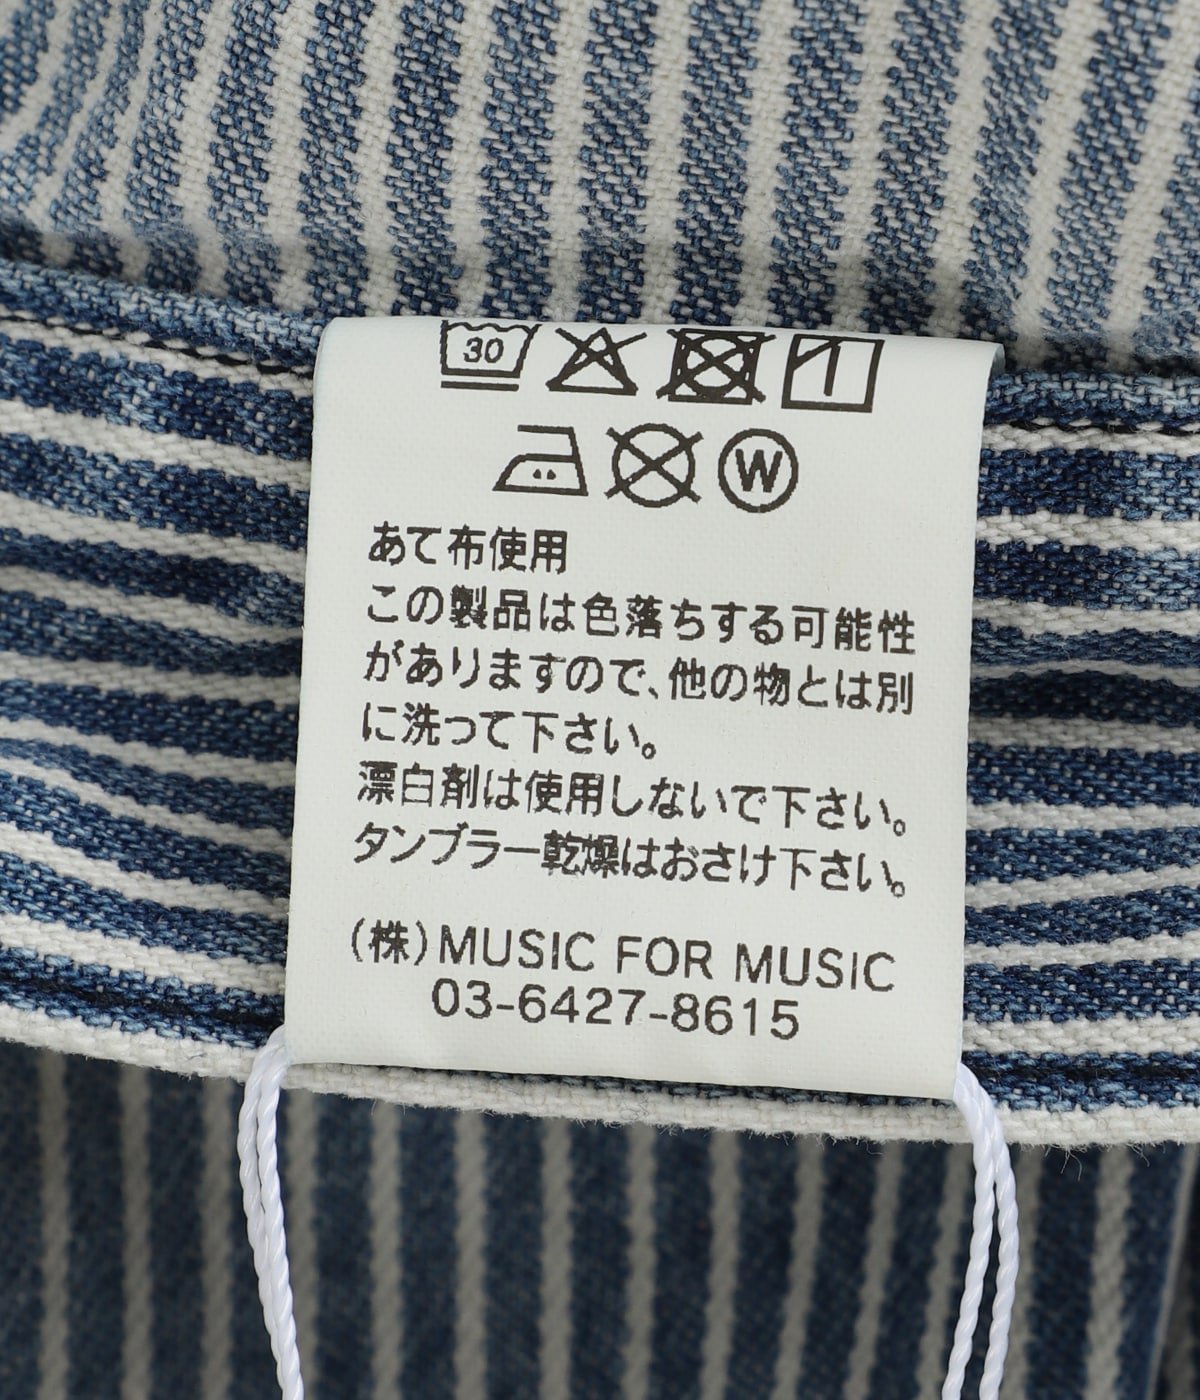 30
W
あて布使用
この製品は色落ちする可能性
がありますので、他の物とは別
に洗って下さい。
漂白剤は使用しないで下さい。
タンブラー乾燥はおさけ下さい。
(株)MUSIC FOR MUSIC
03-6427-8615